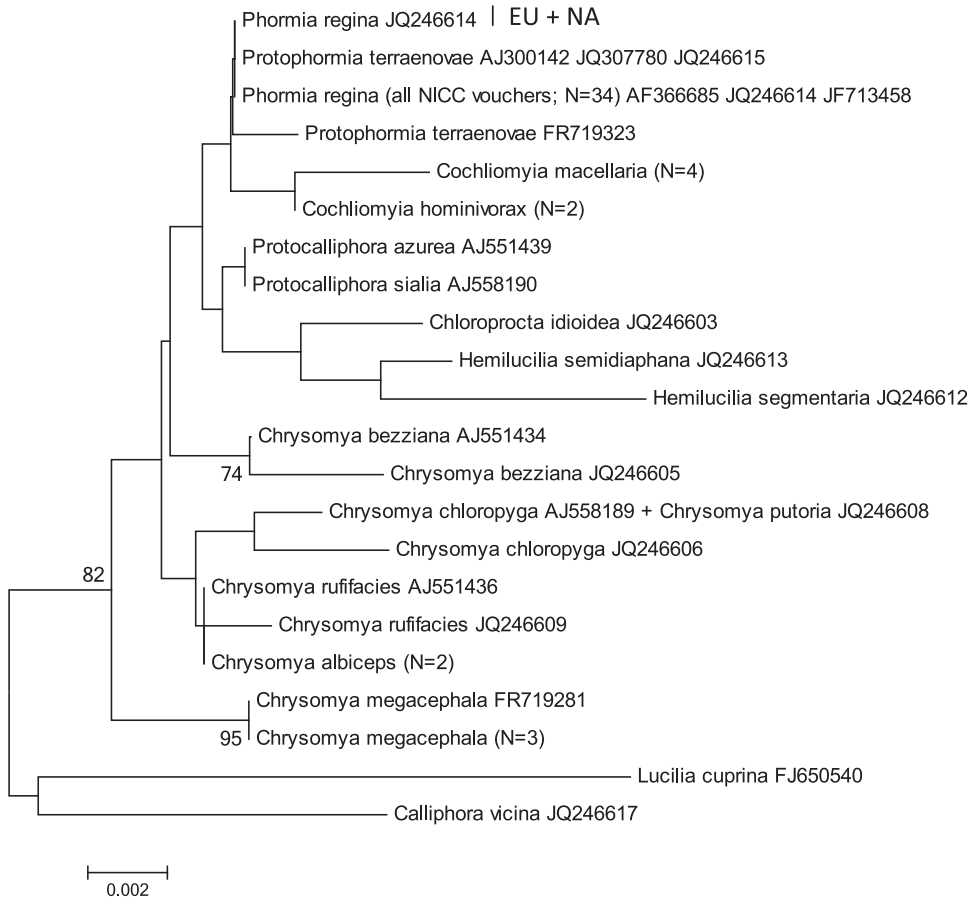 Phormia regina JQ246614 | EU + NA
Protophormia terraenovae AJ300142 JQ307780 JQ246615
Phormia regina (all NICC vouchers; N=34) AF366685 JQ246614 JF713458
Protophormia terraenovae FR719323
Cochliomyia macellaria (N=4)
Cochliomyia hominivorax (N=2)
Protocalliphora azurea AJ551439
Protocalliphora sialia AJ558190
Chloroprocta idioidea JQ246603
Hemilucilia semidiaphana JQ246613
Hemilucilia segmentaria JQ246612
Chrysomya bezziana AJ551434
74
Chrysomya bezziana JQ246605
Chrysomya chloropyga AJ558189 + Chrysomya putoria JQ246608
Chrysomya chloropyga JQ246606
82
Chrysomya rufifacies AJ551436
Chrysomya rufifacies JQ246609
Chrysomya albiceps (N=2)
Chrysomya megacephala FR719281
95
Chrysomya megacephala (N=3)
Lucilia cuprina FJ650540
Calliphora vicina JQ246617
0.002